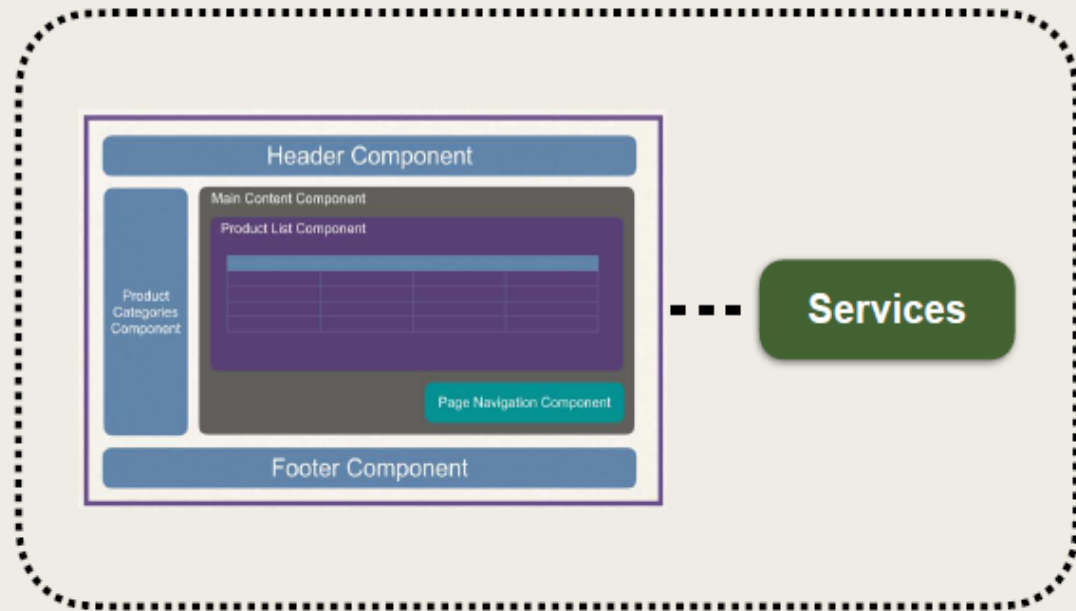 Header Component
Main Content Component
Product List Component
Product
Categories
Component
Page Navigation Component
Footer Component
Services